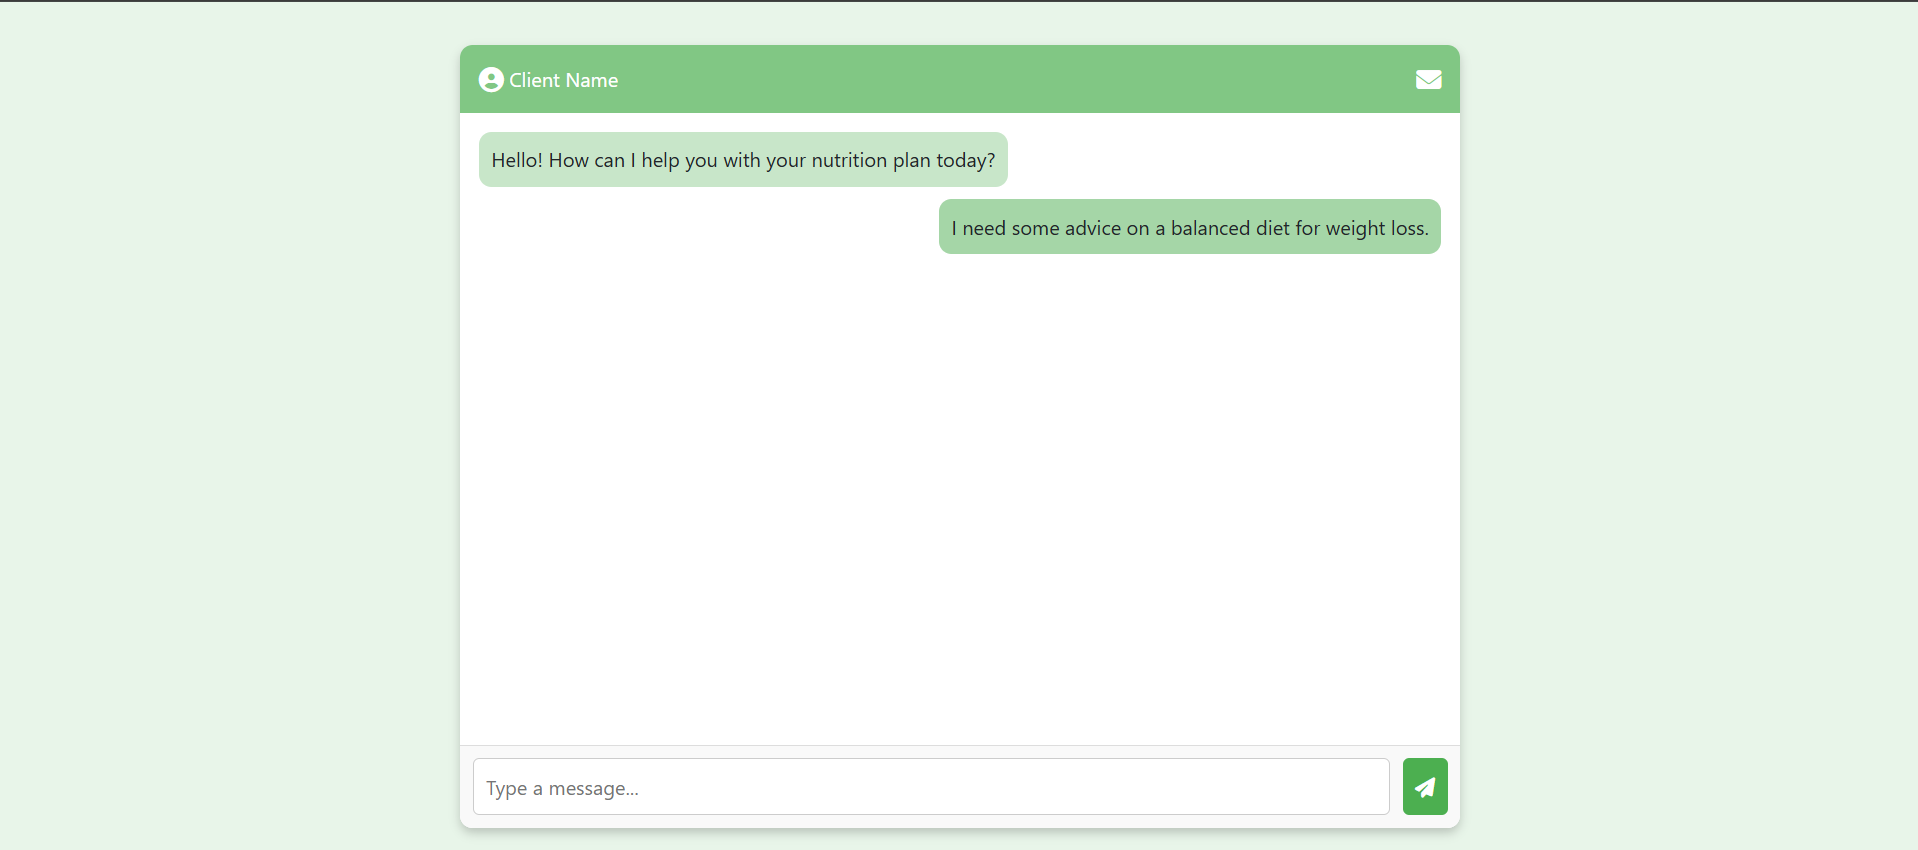 Client Name
Hello! How can I help you with your nutrition plan today?
I need some advice on a balanced diet for weight loss.
Type a message...